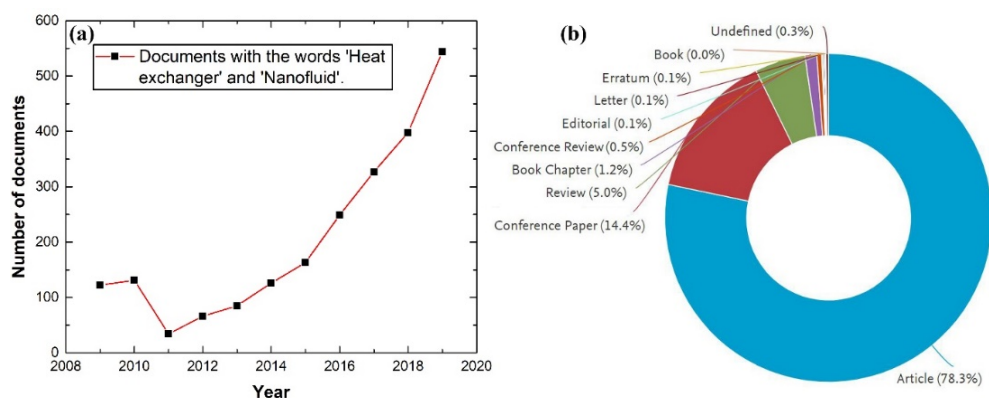 (a)
Documents with the words 'Heat
exchanger' and 'Nanofluid'.
Number of documents
600
500
400
300
200
100
0
2008
2010
2012
2014
2016
2018
2020
Year
(b)
Undefined (0.3%)
Book (0.0%)
Erratum (0.1%)
Letter (0.1%)
Editorial (0.1%)
Conference Review (0.5%)
Book Chapter (1.2%)
Review (5.0%)
Conference Paper (14.4%)
Article (78.3%)